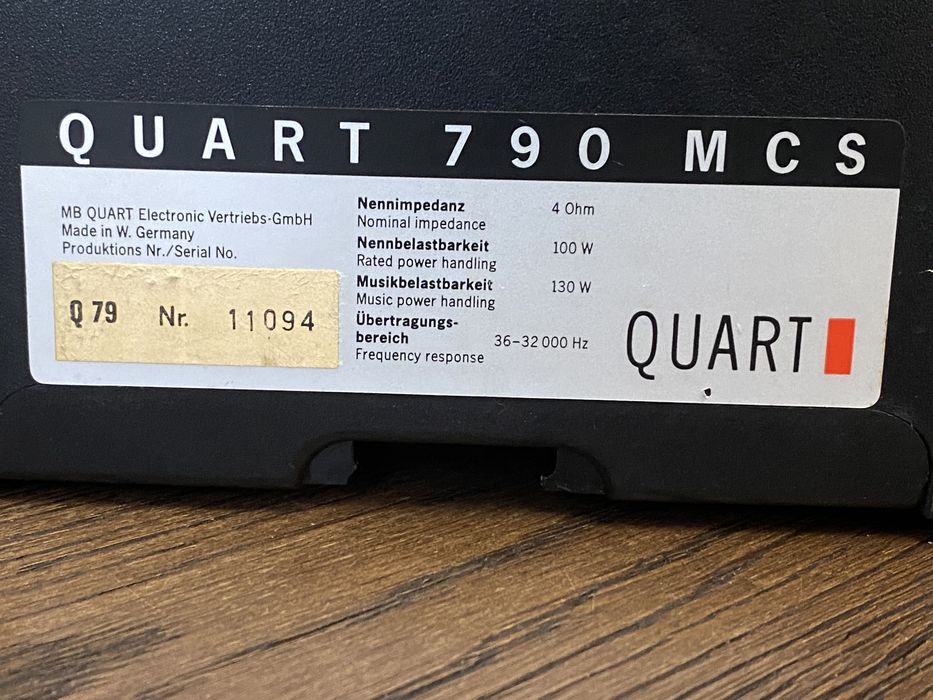 QUART 790 MCS
MB QUART Electronic Vertriebs-GmbH
Made in W. Germany
Produktions Nr./Serial No.
Q 79 Nr. 11094
Nennimpedanz 4 Ohm
Nominal impedance
Nennbelastbarkeit 100 W
Rated power handling
Musikbelastbarkeit 130 W
Music power handling
Übertragungs-
bereich 36–32 000 Hz
Frequency response
QUART